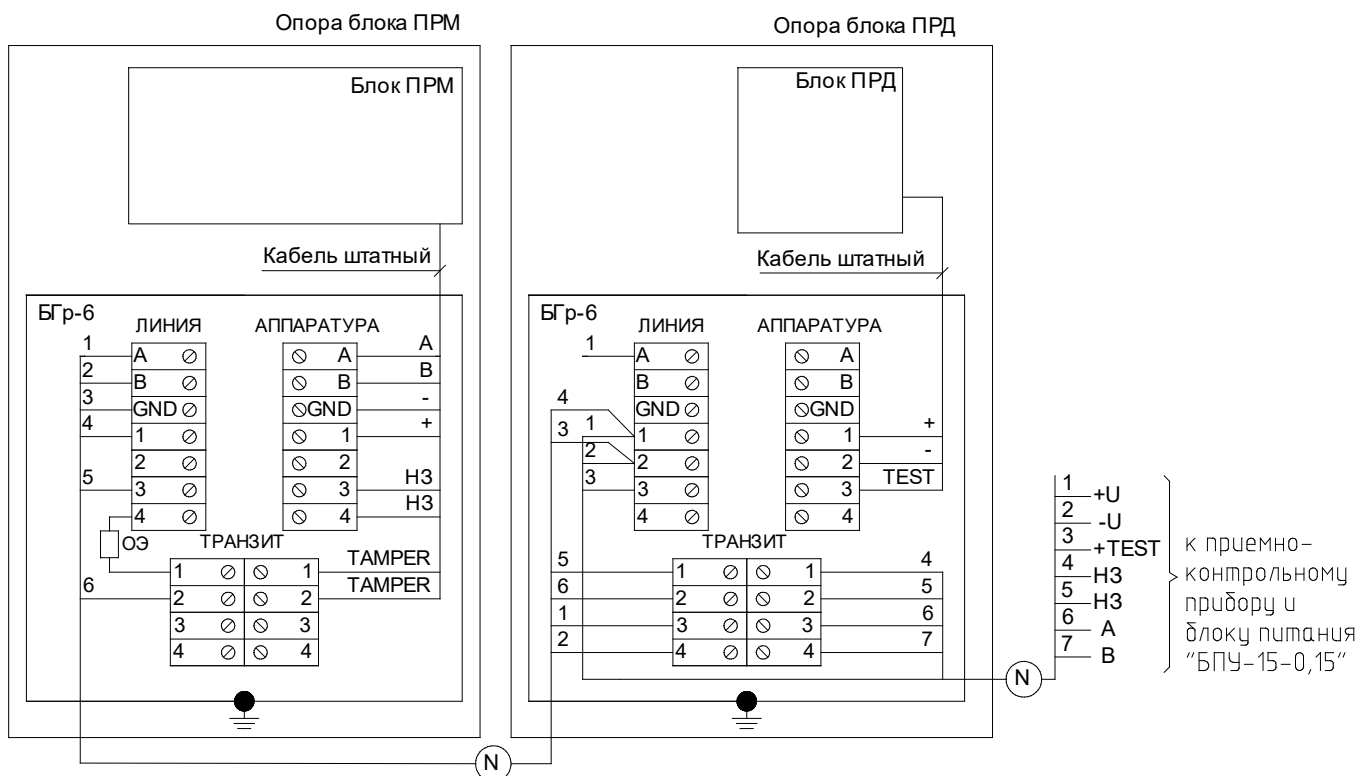 Опора блока ПРМ
Опора блока ПРД
Блок ПРМ
Блок ПРД
Кабель штатный
Кабель штатный
БГр-6
ЛИНИЯ
АППАРАТУРА
1
2
3
4
5
6
A
B
GND
1
2
3
4
A
B
GND
1
2
3
4
A
B
-
+
НЗ
НЗ
ОЭ
ТРАНЗИТ
1 1
2 2
3 3
4 4
TAMPER
TAMPER
N
БГр-6
ЛИНИЯ
АППАРАТУРА
1
4
3
1
2
3
A
B
GND
1
2
3
4
A
B
GND
1
2
3
4
+
-
TEST
ТРАНЗИТ
5 1 1 4
6 2 2 5
1 3 3 6
2 4 4 7
N
1 +U
2 -U
3 +TEST
4 НЗ
5 НЗ
6 A
7 B
к приемно-
контрольному
прибору и
блоку питания
"БПУ-15-0,15"